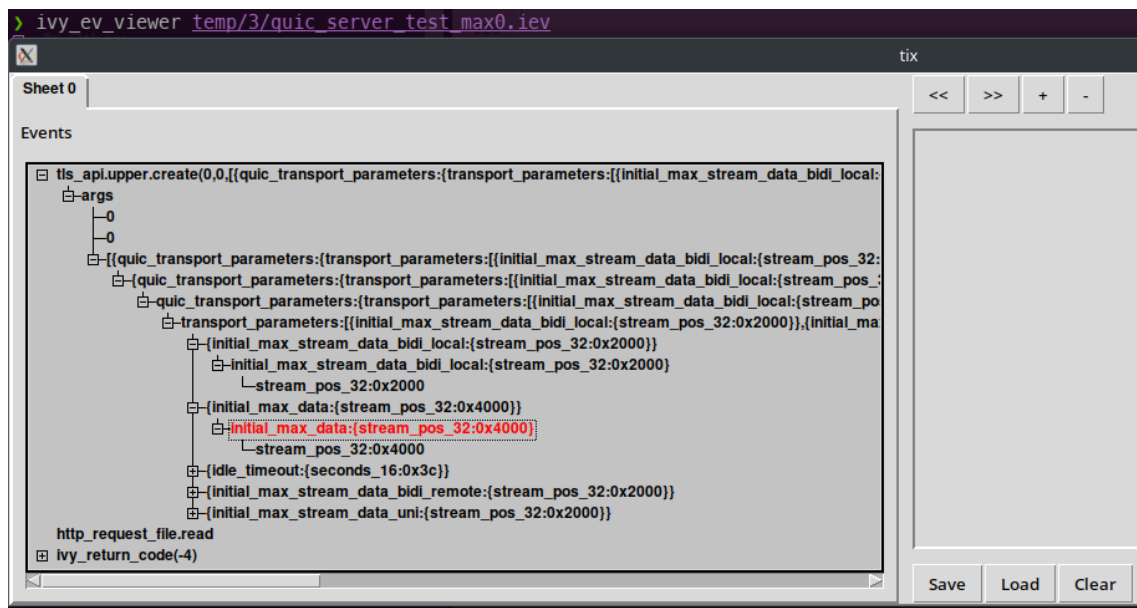 ❯ ivy_ev_viewer temp/3/quic_server_test_max0.iev
tix
Sheet 0
<< >> + -
Events
tls_api.upper.create(0,0,[{quic_transport_parameters:{transport_parameters:[{initial_max_stream_data_bidi_local:
args
0
0
[{quic_transport_parameters:{transport_parameters:[{initial_max_stream_data_bidi_local:{stream_pos_32:
{quic_transport_parameters:{transport_parameters:[{initial_max_stream_data_bidi_local:{stream_pos_
quic_transport_parameters:{transport_parameters:[{initial_max_stream_data_bidi_local:{stream_po
transport_parameters:[{initial_max_stream_data_bidi_local:{stream_pos_32:0x2000}},{initial_ma
{initial_max_stream_data_bidi_local:{stream_pos_32:0x2000}}
initial_max_stream_data_bidi_local:{stream_pos_32:0x2000}
stream_pos_32:0x2000
{initial_max_data:{stream_pos_32:0x4000}}
initial_max_data:{stream_pos_32:0x4000}
stream_pos_32:0x4000
{idle_timeout:{seconds_16:0x3c}}
{initial_max_stream_data_bidi_remote:{stream_pos_32:0x2000}}
{initial_max_stream_data_uni:{stream_pos_32:0x2000}}
http_request_file.read
ivy_return_code(-4)
Save Load Clear